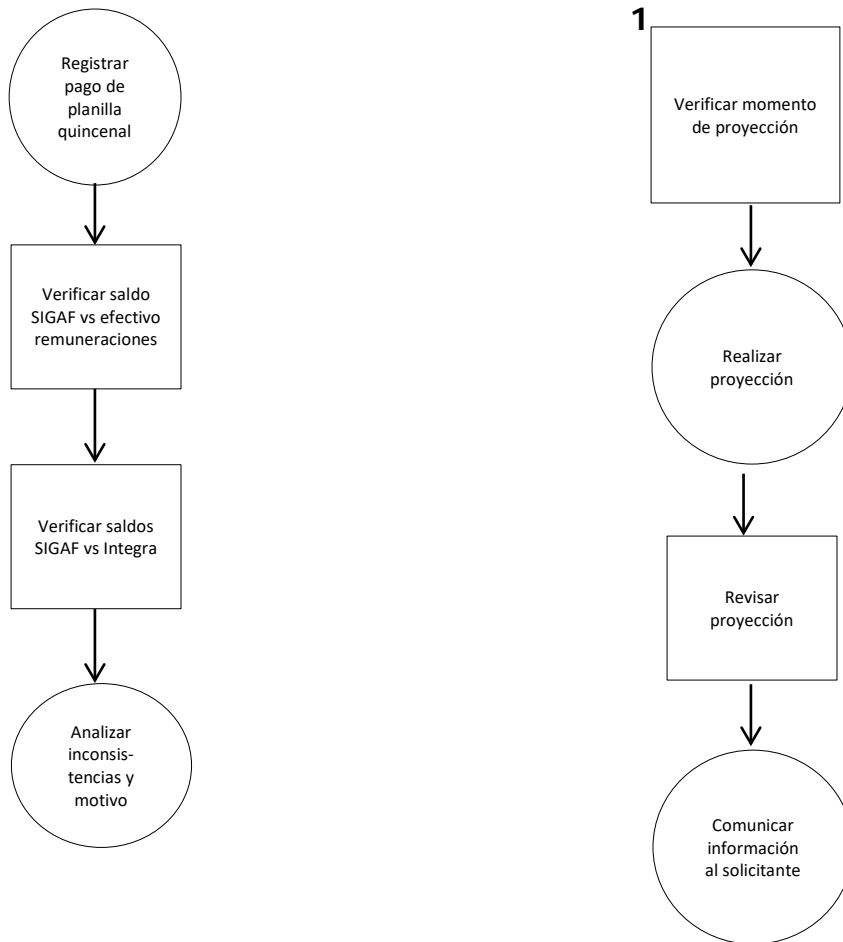 Registrar
pago de
planilla
quincenal
Verificar saldo
SIGAF vs efectivo
remuneraciones
Verificar saldos
SIGAF vs Integra
Analizar
inconsis-
tencias y
motivo
1
Verificar momento
de proyección
Realizar
proyección
Revisar
proyección
Comunicar
información
al solicitante